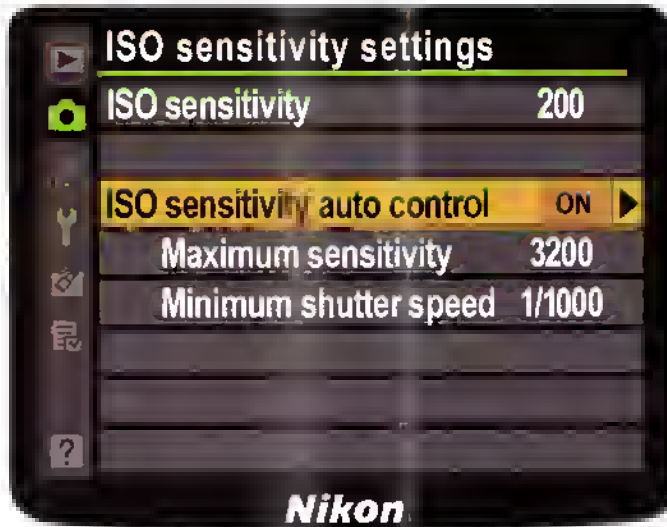 ISO sensitivity settings
ISO sensitivity 200
ISO sensitivity auto control ON
Maximum sensitivity 3200
Minimum shutter speed 1/1000
?
Nikon